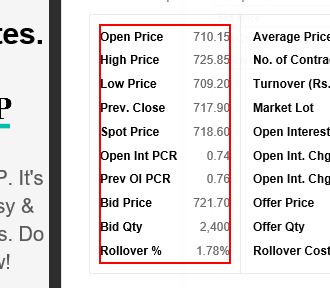 tes.
P
P. It's
sy &
s. Do
w!
Open Price 710.15 Average Price
High Price 725.85 No. of Contra
Low Price 709.20 Turnover (Rs.
Prev. Close 717.90 Market Lot
Spot Price 718.60 Open Interest
Open Int PCR 0.74 Open Int. Chg
Prev OI PCR 0.76 Open Int. Chg
Bid Price 721.70 Offer Price
Bid Qty 2,400 Offer Qty
Rollover % 1.78% Rollover Cost